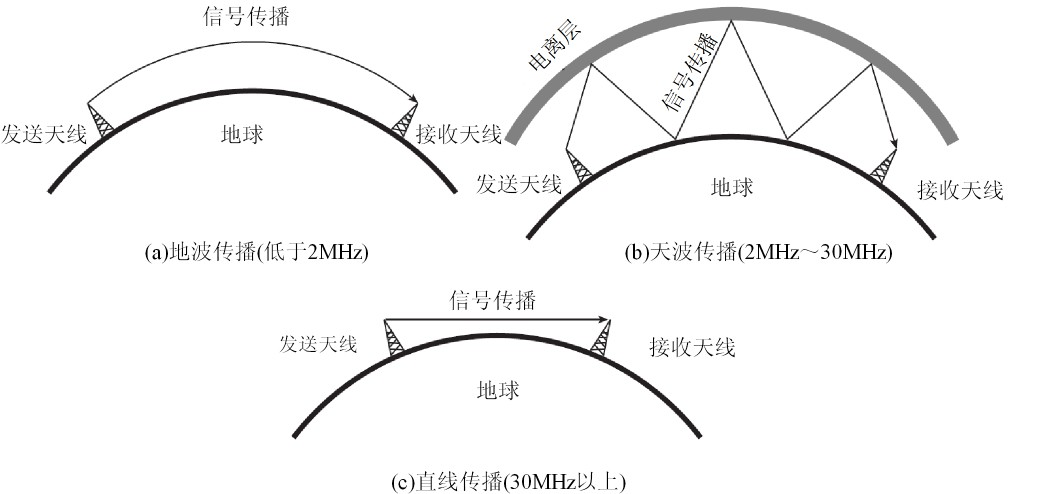 信号传播
发送天线
地球
接收天线
(a)地波传播(低于2MHz)
电离层
信号传播
发送天线
地球
接收天线
(b)天波传播(2MHz～30MHz)
信号传播
发送天线
接收天线
地球
(c)直线传播(30MHz以上)